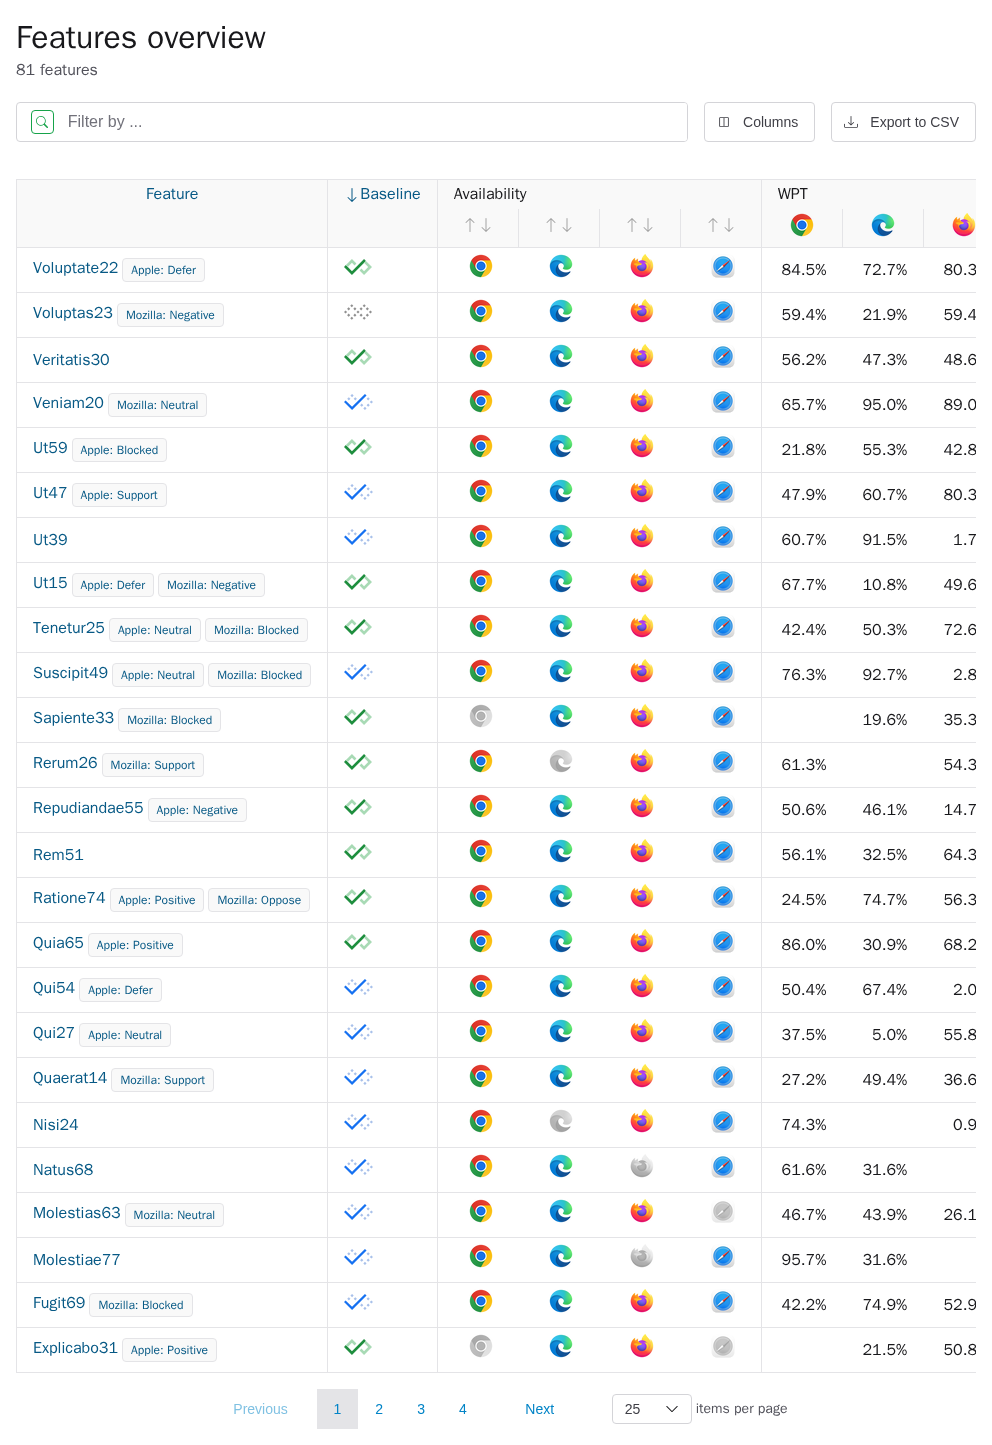 Features overview
81 features
Filter by ...
Columns
Export to CSV
Feature Baseline Availability WPT
Voluptate22 Apple: Defer 84.5% 72.7% 80.3
Voluptas23 Mozilla: Negative 59.4% 21.9% 59.4
Veritatis30 56.2% 47.3% 48.6
Veniam20 Mozilla: Neutral 65.7% 95.0% 89.0
Ut59 Apple: Blocked 21.8% 55.3% 42.8
Ut47 Apple: Support 47.9% 60.7% 80.3
Ut39 60.7% 91.5% 1.7
Ut15 Apple: Defer Mozilla: Negative 67.7% 10.8% 49.6
Tenetur25 Apple: Neutral Mozilla: Blocked 42.4% 50.3% 72.6
Suscipit49 Apple: Neutral Mozilla: Blocked 76.3% 92.7% 2.8
Sapiente33 Mozilla: Blocked 19.6% 35.3
Rerum26 Mozilla: Support 61.3% 54.3
Repudiandae55 Apple: Negative 50.6% 46.1% 14.7
Rem51 56.1% 32.5% 64.3
Ratione74 Apple: Positive Mozilla: Oppose 24.5% 74.7% 56.3
Quia65 Apple: Positive 86.0% 30.9% 68.2
Qui54 Apple: Defer 50.4% 67.4% 2.0
Qui27 Apple: Neutral 37.5% 5.0% 55.8
Quaerat14 Mozilla: Support 27.2% 49.4% 36.6
Nisi24 74.3% 0.9
Natus68 61.6% 31.6%
Molestias63 Mozilla: Neutral 46.7% 43.9% 26.1
Molestiae77 95.7% 31.6%
Fugit69 Mozilla: Blocked 42.2% 74.9% 52.9
Explicabo31 Apple: Positive 21.5% 50.8
Previous 1 2 3 4 Next 25 items per page